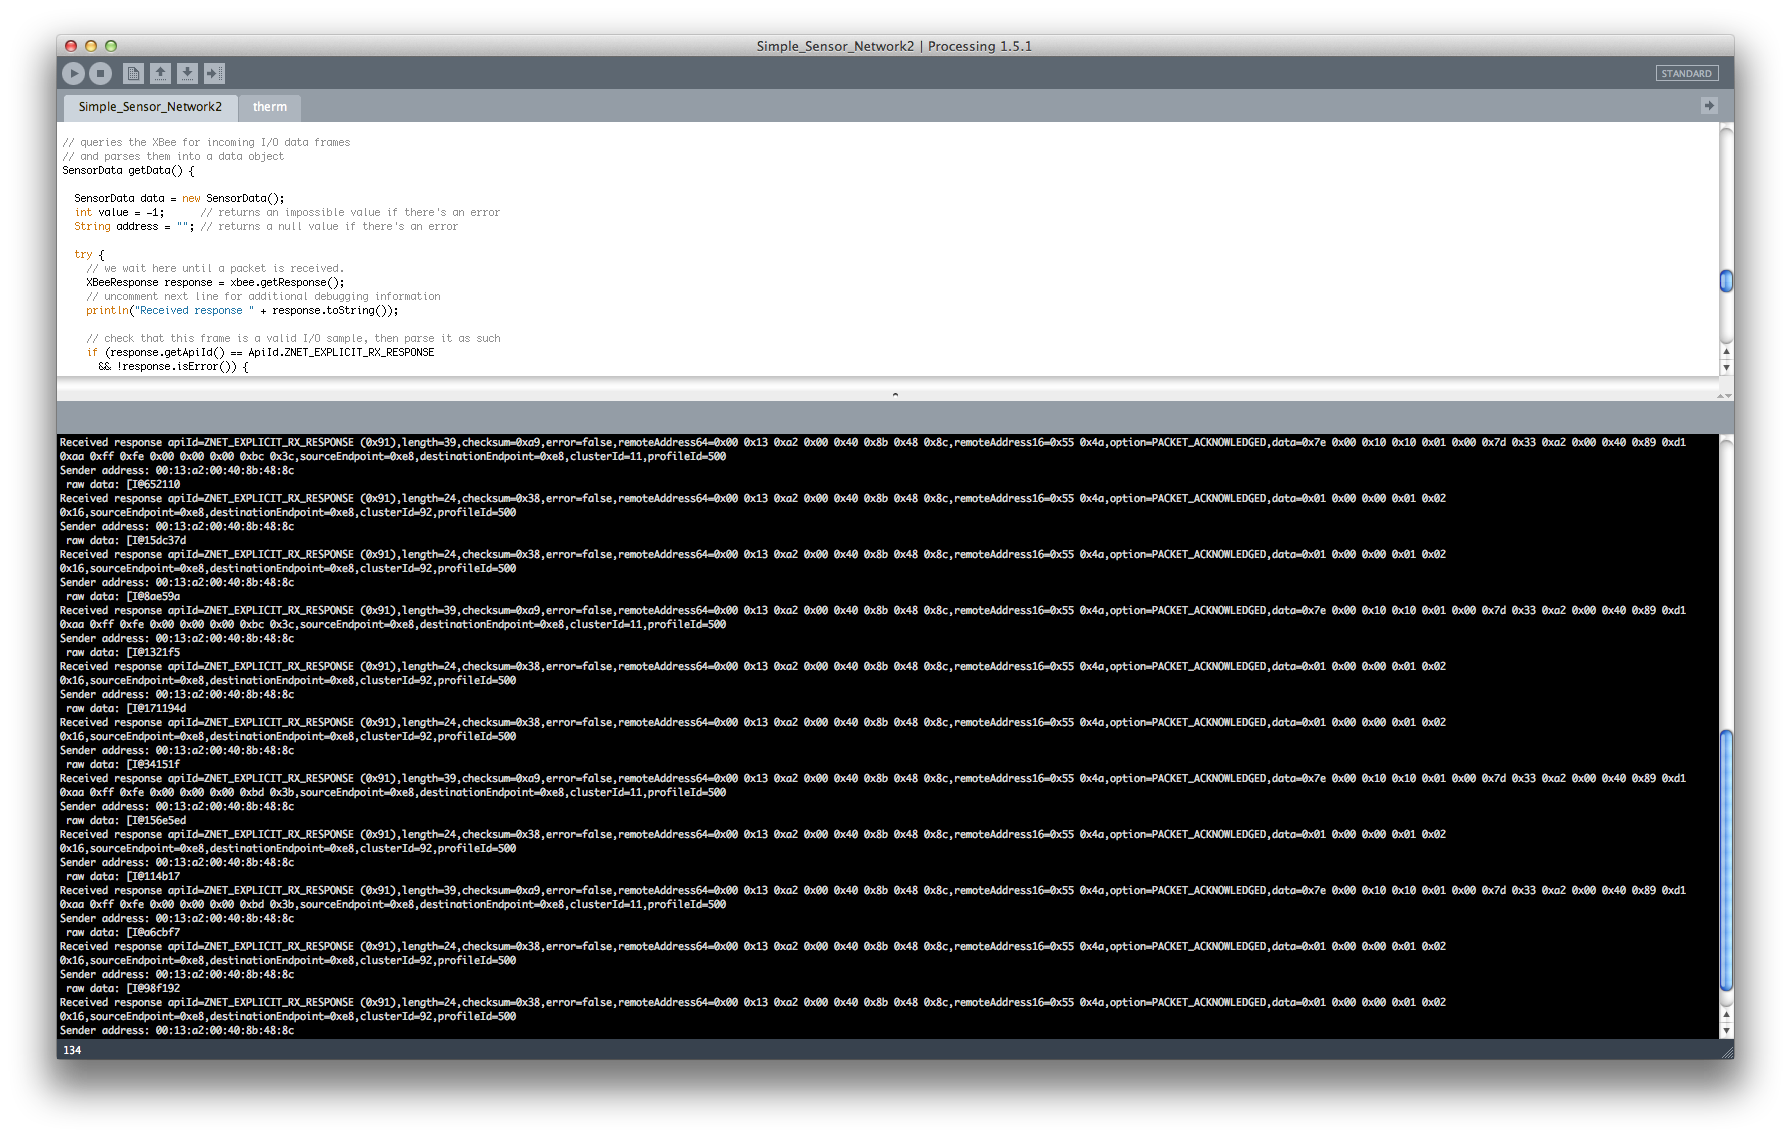 Simple_Sensor_Network2 | Processing 1.5.1
STANDARD
Simple_Sensor_Network2 therm
// queries the XBee for incoming I/O data frames
// and parses them into a data object
SensorData getData() {
SensorData data = new SensorData();
int value = -1; // returns an impossible value if there's an error
String address = ""; // returns a null value if there's an error
try {
// we wait here until a packet is received.
XBeeResponse response = xbee.getResponse();
// uncomment next line for additional debugging information
println("Received response " + response.toString());
// check that this frame is a valid I/O sample, then parse it as such
if (response.getApiId() == ApiId.ZNET_EXPLICIT_RX_RESPONSE
&& !response.isError()) {
Received response apiId=ZNET_EXPLICIT_RX_RESPONSE (0x91),length=39,checksum=0xa9,error=false,remoteAddress64=0x00 0x13 0xa2 0x00 0x40 0x8b 0x48 0x8c,remoteAddress16=0x55 0x4a,option=PACKET_ACKNOWLEDGED,data=0x7e 0x00 0x10 0x10 0x01 0x00 0x7d 0x33 0xa2 0x00 0x40 0x89 0xd1
0xaa 0xff 0xfe 0x00 0x00 0x00 0xbc 0x3c,sourceEndpoint=0xe8,destinationEndpoint=0xe8,clusterId=11,profileId=500
Sender address: 00:13:a2:00:40:8b:48:8c
raw data: [I@652110
Received response apiId=ZNET_EXPLICIT_RX_RESPONSE (0x91),length=24,checksum=0x38,error=false,remoteAddress64=0x00 0x13 0xa2 0x00 0x40 0x8b 0x48 0x8c,remoteAddress16=0x55 0x4a,option=PACKET_ACKNOWLEDGED,data=0x01 0x00 0x00 0x01 0x02
0x16,sourceEndpoint=0xe8,destinationEndpoint=0xe8,clusterId=92,profileId=500
Sender address: 00:13:a2:00:40:8b:48:8c
raw data: [I@15dc37d
Received response apiId=ZNET_EXPLICIT_RX_RESPONSE (0x91),length=24,checksum=0x38,error=false,remoteAddress64=0x00 0x13 0xa2 0x00 0x40 0x8b 0x48 0x8c,remoteAddress16=0x55 0x4a,option=PACKET_ACKNOWLEDGED,data=0x01 0x00 0x00 0x01 0x02
0x16,sourceEndpoint=0xe8,destinationEndpoint=0xe8,clusterId=92,profileId=500
Sender address: 00:13:a2:00:40:8b:48:8c
raw data: [I@8ae59a
Received response apiId=ZNET_EXPLICIT_RX_RESPONSE (0x91),length=39,checksum=0xa9,error=false,remoteAddress64=0x00 0x13 0xa2 0x00 0x40 0x8b 0x48 0x8c,remoteAddress16=0x55 0x4a,option=PACKET_ACKNOWLEDGED,data=0x7e 0x00 0x10 0x10 0x01 0x00 0x7d 0x33 0xa2 0x00 0x40 0x89 0xd1
0xaa 0xff 0xfe 0x00 0x00 0x00 0xbc 0x3c,sourceEndpoint=0xe8,destinationEndpoint=0xe8,clusterId=11,profileId=500
Sender address: 00:13:a2:00:40:8b:48:8c
raw data: [I@1321f5
Received response apiId=ZNET_EXPLICIT_RX_RESPONSE (0x91),length=24,checksum=0x38,error=false,remoteAddress64=0x00 0x13 0xa2 0x00 0x40 0x8b 0x48 0x8c,remoteAddress16=0x55 0x4a,option=PACKET_ACKNOWLEDGED,data=0x01 0x00 0x00 0x01 0x02
0x16,sourceEndpoint=0xe8,destinationEndpoint=0xe8,clusterId=92,profileId=500
Sender address: 00:13:a2:00:40:8b:48:8c
raw data: [I@171194d
Received response apiId=ZNET_EXPLICIT_RX_RESPONSE (0x91),length=24,checksum=0x38,error=false,remoteAddress64=0x00 0x13 0xa2 0x00 0x40 0x8b 0x48 0x8c,remoteAddress16=0x55 0x4a,option=PACKET_ACKNOWLEDGED,data=0x01 0x00 0x00 0x01 0x02
0x16,sourceEndpoint=0xe8,destinationEndpoint=0xe8,clusterId=92,profileId=500
Sender address: 00:13:a2:00:40:8b:48:8c
raw data: [I@34151f
Received response apiId=ZNET_EXPLICIT_RX_RESPONSE (0x91),length=39,checksum=0xa9,error=false,remoteAddress64=0x00 0x13 0xa2 0x00 0x40 0x8b 0x48 0x8c,remoteAddress16=0x55 0x4a,option=PACKET_ACKNOWLEDGED,data=0x7e 0x00 0x10 0x10 0x01 0x00 0x7d 0x33 0xa2 0x00 0x40 0x89 0xd1
0xaa 0xff 0xfe 0x00 0x00 0x00 0xbd 0x3b,sourceEndpoint=0xe8,destinationEndpoint=0xe8,clusterId=11,profileId=500
Sender address: 00:13:a2:00:40:8b:48:8c
raw data: [I@156e5ed
Received response apiId=ZNET_EXPLICIT_RX_RESPONSE (0x91),length=24,checksum=0x38,error=false,remoteAddress64=0x00 0x13 0xa2 0x00 0x40 0x8b 0x48 0x8c,remoteAddress16=0x55 0x4a,option=PACKET_ACKNOWLEDGED,data=0x01 0x00 0x00 0x01 0x02
0x16,sourceEndpoint=0xe8,destinationEndpoint=0xe8,clusterId=92,profileId=500
Sender address: 00:13:a2:00:40:8b:48:8c
raw data: [I@114b17
Received response apiId=ZNET_EXPLICIT_RX_RESPONSE (0x91),length=39,checksum=0xa9,error=false,remoteAddress64=0x00 0x13 0xa2 0x00 0x40 0x8b 0x48 0x8c,remoteAddress16=0x55 0x4a,option=PACKET_ACKNOWLEDGED,data=0x7e 0x00 0x10 0x10 0x01 0x00 0x7d 0x33 0xa2 0x00 0x40 0x89 0xd1
0xaa 0xff 0xfe 0x00 0x00 0x00 0xbd 0x3b,sourceEndpoint=0xe8,destinationEndpoint=0xe8,clusterId=11,profileId=500
Sender address: 00:13:a2:00:40:8b:48:8c
raw data: [I@a6cbf7
Received response apiId=ZNET_EXPLICIT_RX_RESPONSE (0x91),length=24,checksum=0x38,error=false,remoteAddress64=0x00 0x13 0xa2 0x00 0x40 0x8b 0x48 0x8c,remoteAddress16=0x55 0x4a,option=PACKET_ACKNOWLEDGED,data=0x01 0x00 0x00 0x01 0x02
0x16,sourceEndpoint=0xe8,destinationEndpoint=0xe8,clusterId=92,profileId=500
Sender address: 00:13:a2:00:40:8b:48:8c
raw data: [I@98f192
Received response apiId=ZNET_EXPLICIT_RX_RESPONSE (0x91),length=24,checksum=0x38,error=false,remoteAddress64=0x00 0x13 0xa2 0x00 0x40 0x8b 0x48 0x8c,remoteAddress16=0x55 0x4a,option=PACKET_ACKNOWLEDGED,data=0x01 0x00 0x00 0x01 0x02
0x16,sourceEndpoint=0xe8,destinationEndpoint=0xe8,clusterId=92,profileId=500
Sender address: 00:13:a2:00:40:8b:48:8c
134